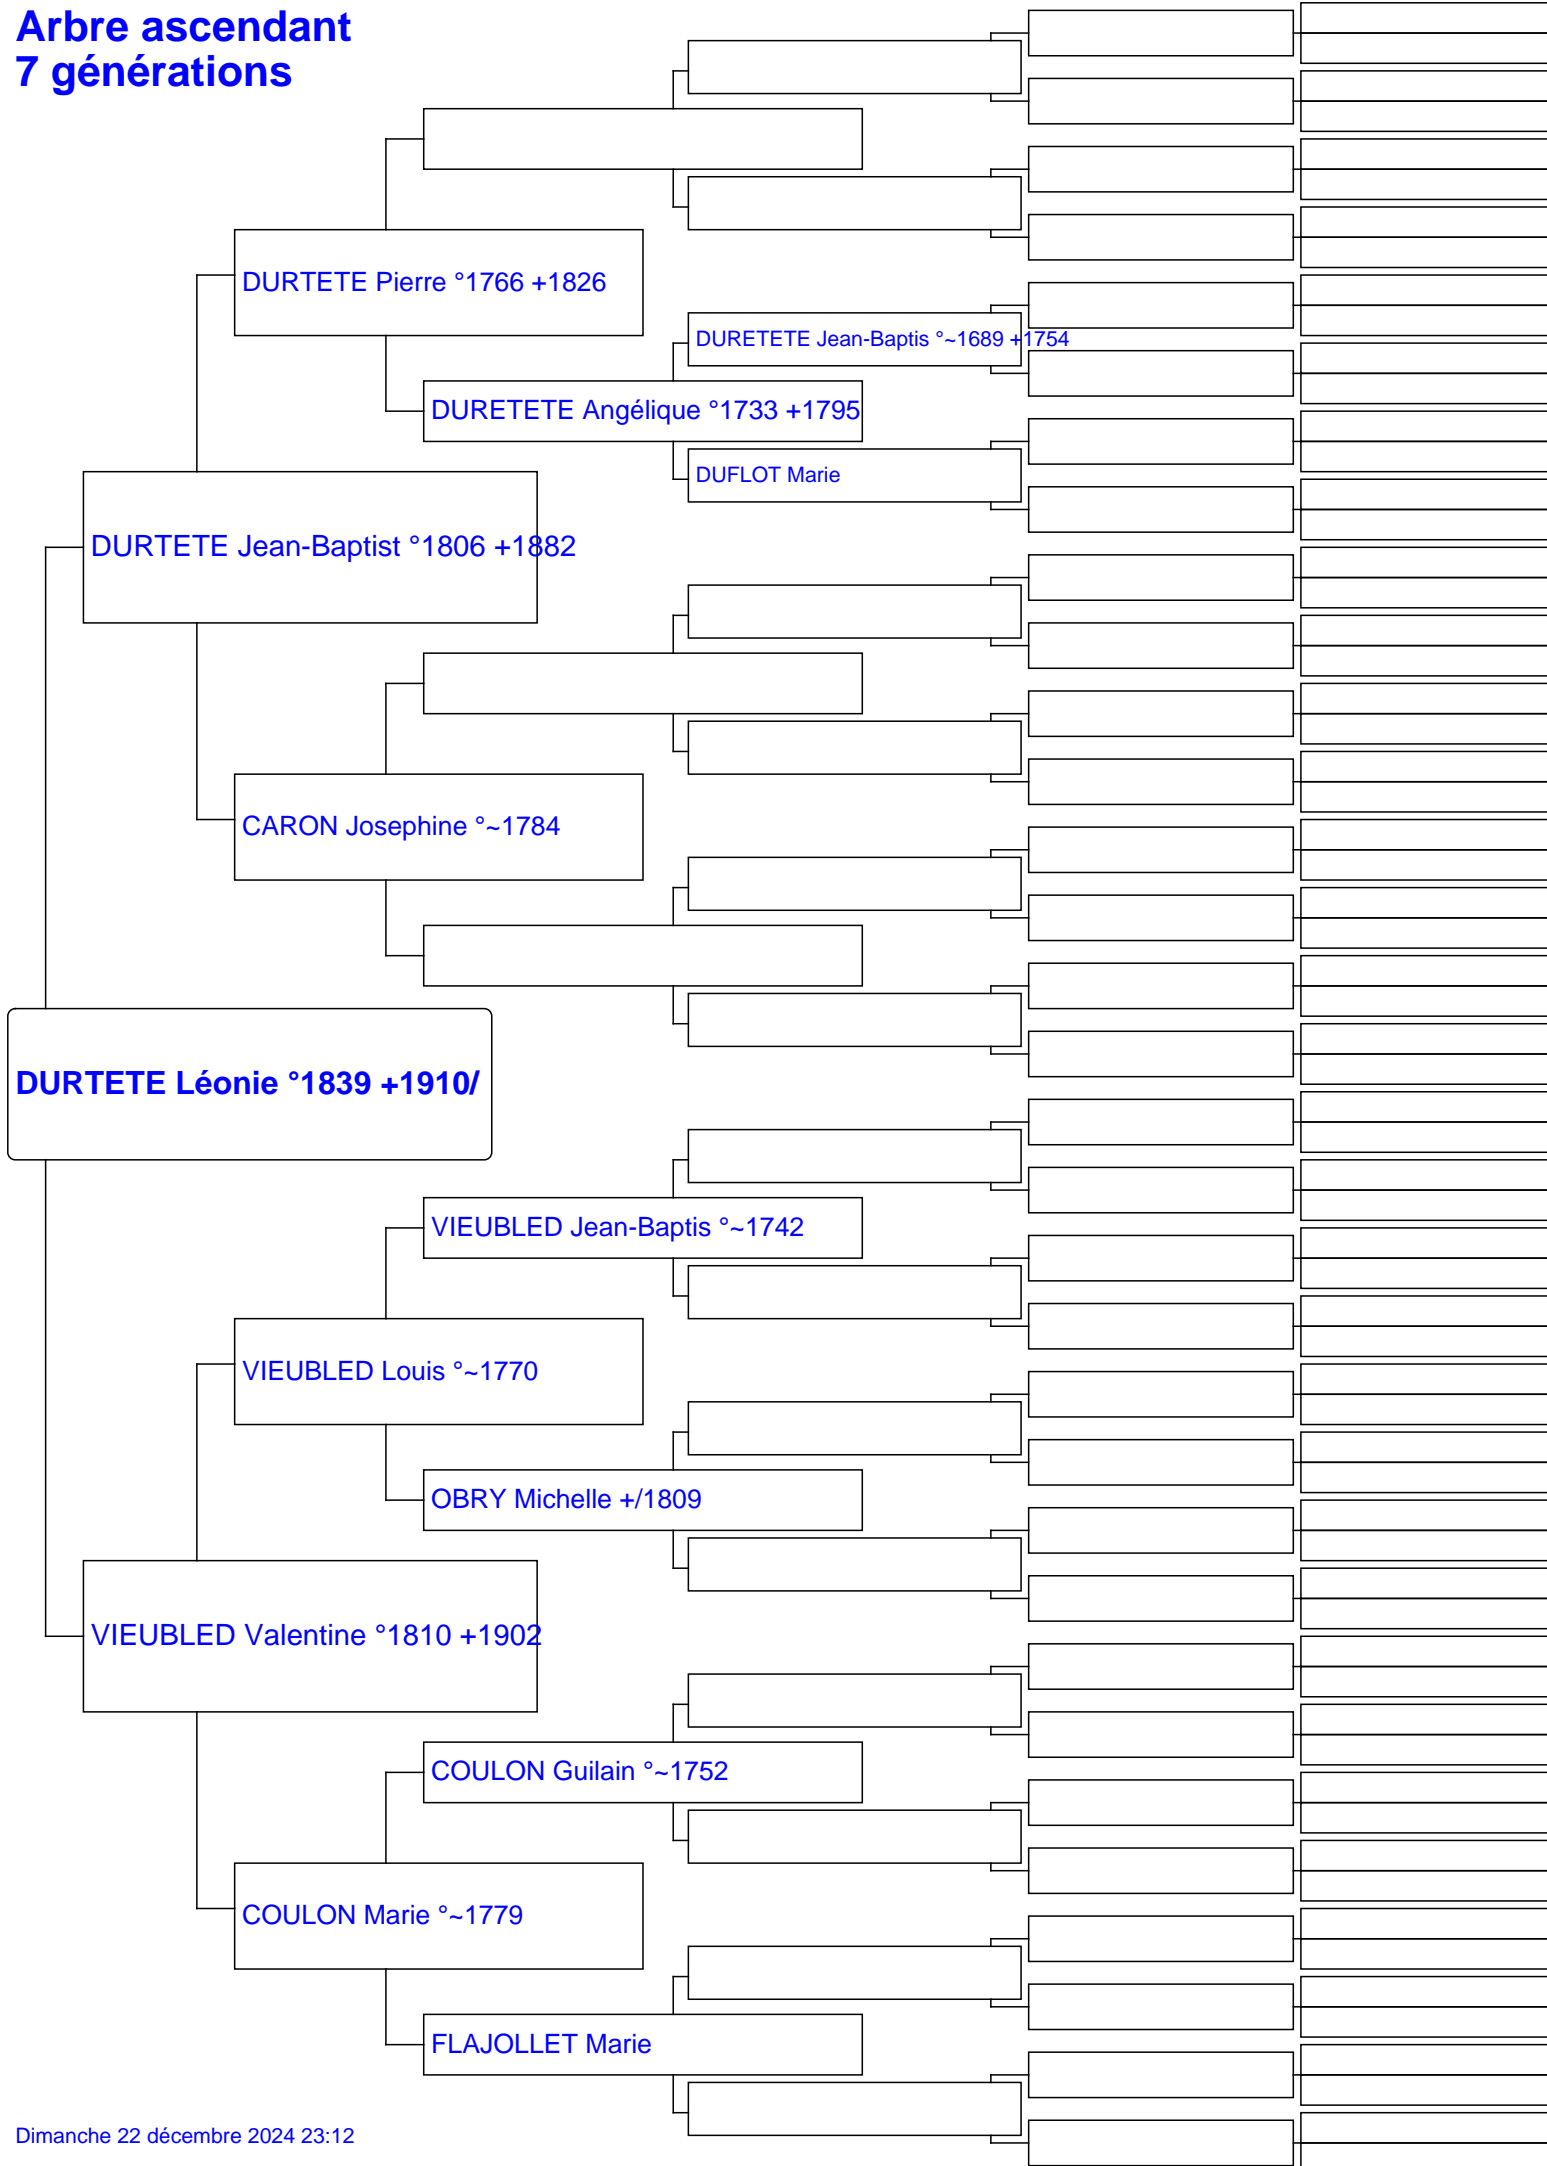 Arbre ascendant
7 générations
DURTETE Pierre °1766 +1826
DURETETE Jean-Baptis °~1689 +1754
DURETETE Angélique °1733 +1795
DUFLOT Marie
DURTETE Jean-Baptist °1806 +1882
CARON Josephine °~1784
DURTETE Léonie °1839 +1910/
VIEUBLED Jean-Baptis °~1742
VIEUBLED Louis °~1770
OBRY Michelle +/1809
VIEUBLED Valentine °1810 +1902
COULON Guilain °~1752
COULON Marie °~1779
FLAJOLLET Marie
Dimanche 22 décembre 2024 23:12